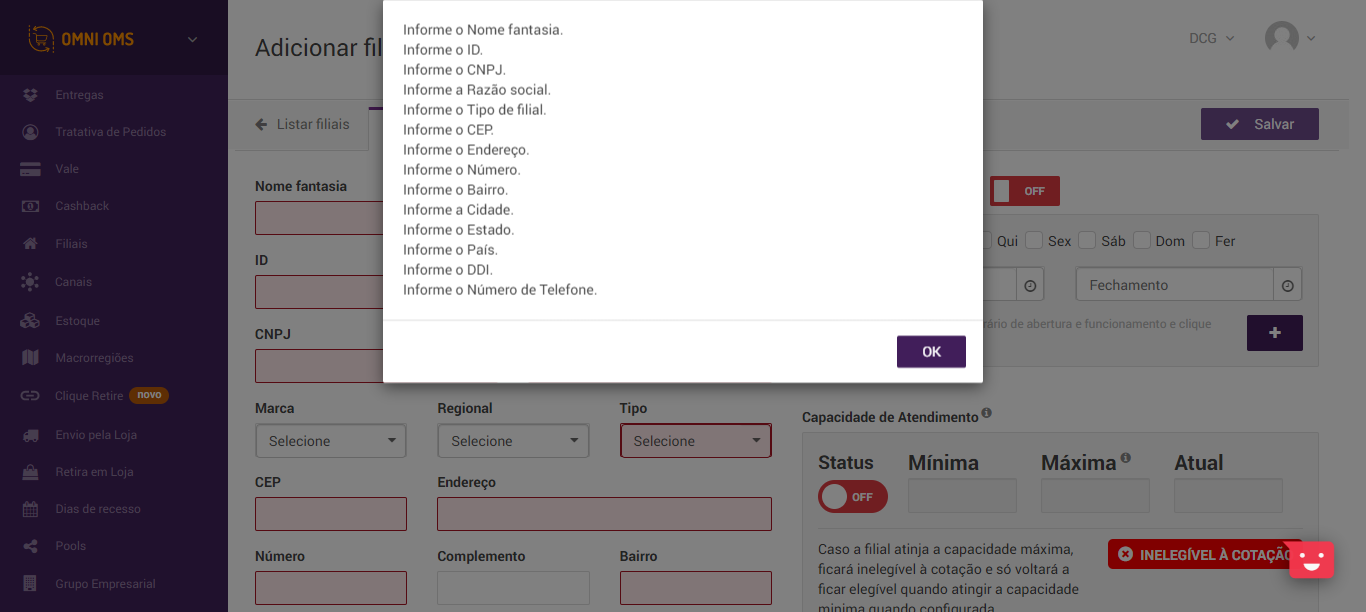 OMNI OMS
Entregas
Tratativa de Pedidos
Vale
Cashback
Filiais
Canais
Estoque
Macrorregiões
Clique Retire novo
Envio pela Loja
Retira em Loja
Dias de recesso
Pools
Grupo Empresarial
Adicionar
DCG
Listar filiais
Salvar
Informe o Nome fantasia.
Informe o ID.
Informe o CNPJ.
Informe a Razão social.
Informe o Tipo de filial.
Informe o CEP.
Informe o Endereço.
Informe o Número.
Informe o Bairro.
Informe a Cidade.
Informe o Estado.
Informe o País.
Informe o DDI.
Informe o Número de Telefone.
OK
Nome fantasia
ID
CNPJ
Marca Regional Tipo
Selecione Selecione Selecione
CEP Endereço
Número Complemento Bairro
OFF
Qui Sex Sáb Dom Fer
Fechamento
de abertura e funcionamento e clique
+
Capacidade de Atendimento
Status Mínima Máxima Atual
OFF
Caso a filial atinja a capacidade máxima,
ficará inelegível à cotação e só voltará a
ficar elegível quando atingir a capacidade
minima quando configurada
INELEGÍVEL À COTAÇÃO